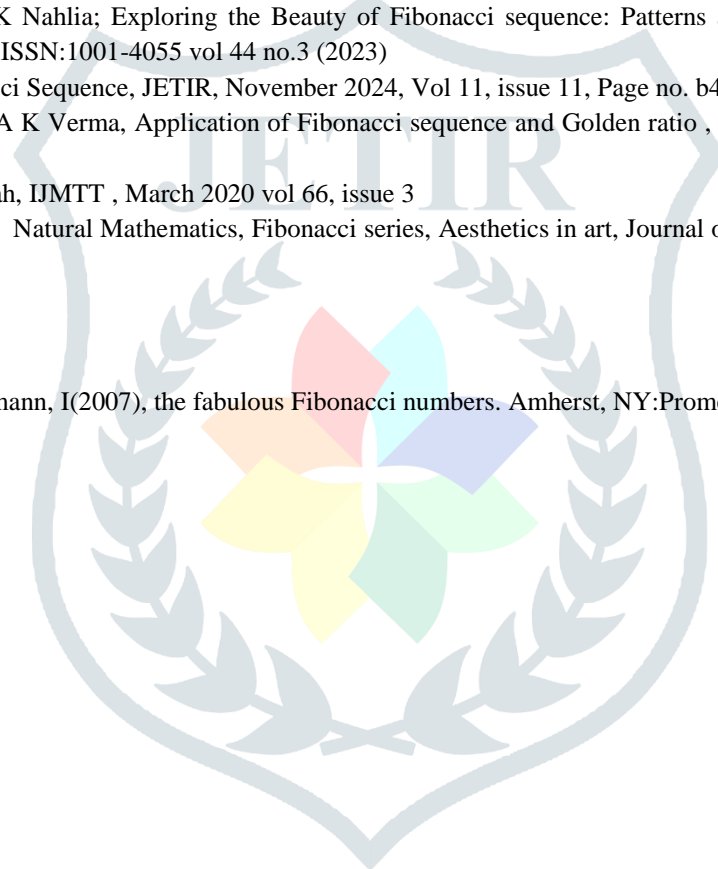 K Nahlia; Exploring the Beauty of Fibonacci sequence: Patterns
ISSN:1001-4055 vol 44 no.3 (2023)
ci Sequence, JETIR, November 2024, Vol 11, issue 11, Page no. b4
A K Verma, Application of Fibonacci sequence and Golden ratio ,
JETIR
ah, IJMTT , March 2020 vol 66, issue 3
Natural Mathematics, Fibonacci series, Aesthetics in art, Journal o
mann, I(2007), the fabulous Fibonacci numbers. Amherst, NY:Prom